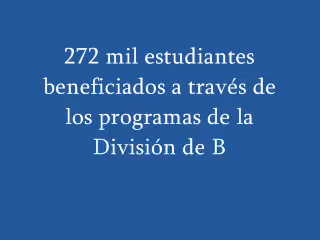 272 mil estudiantes
beneficiados a través de
los programas de la
División de B